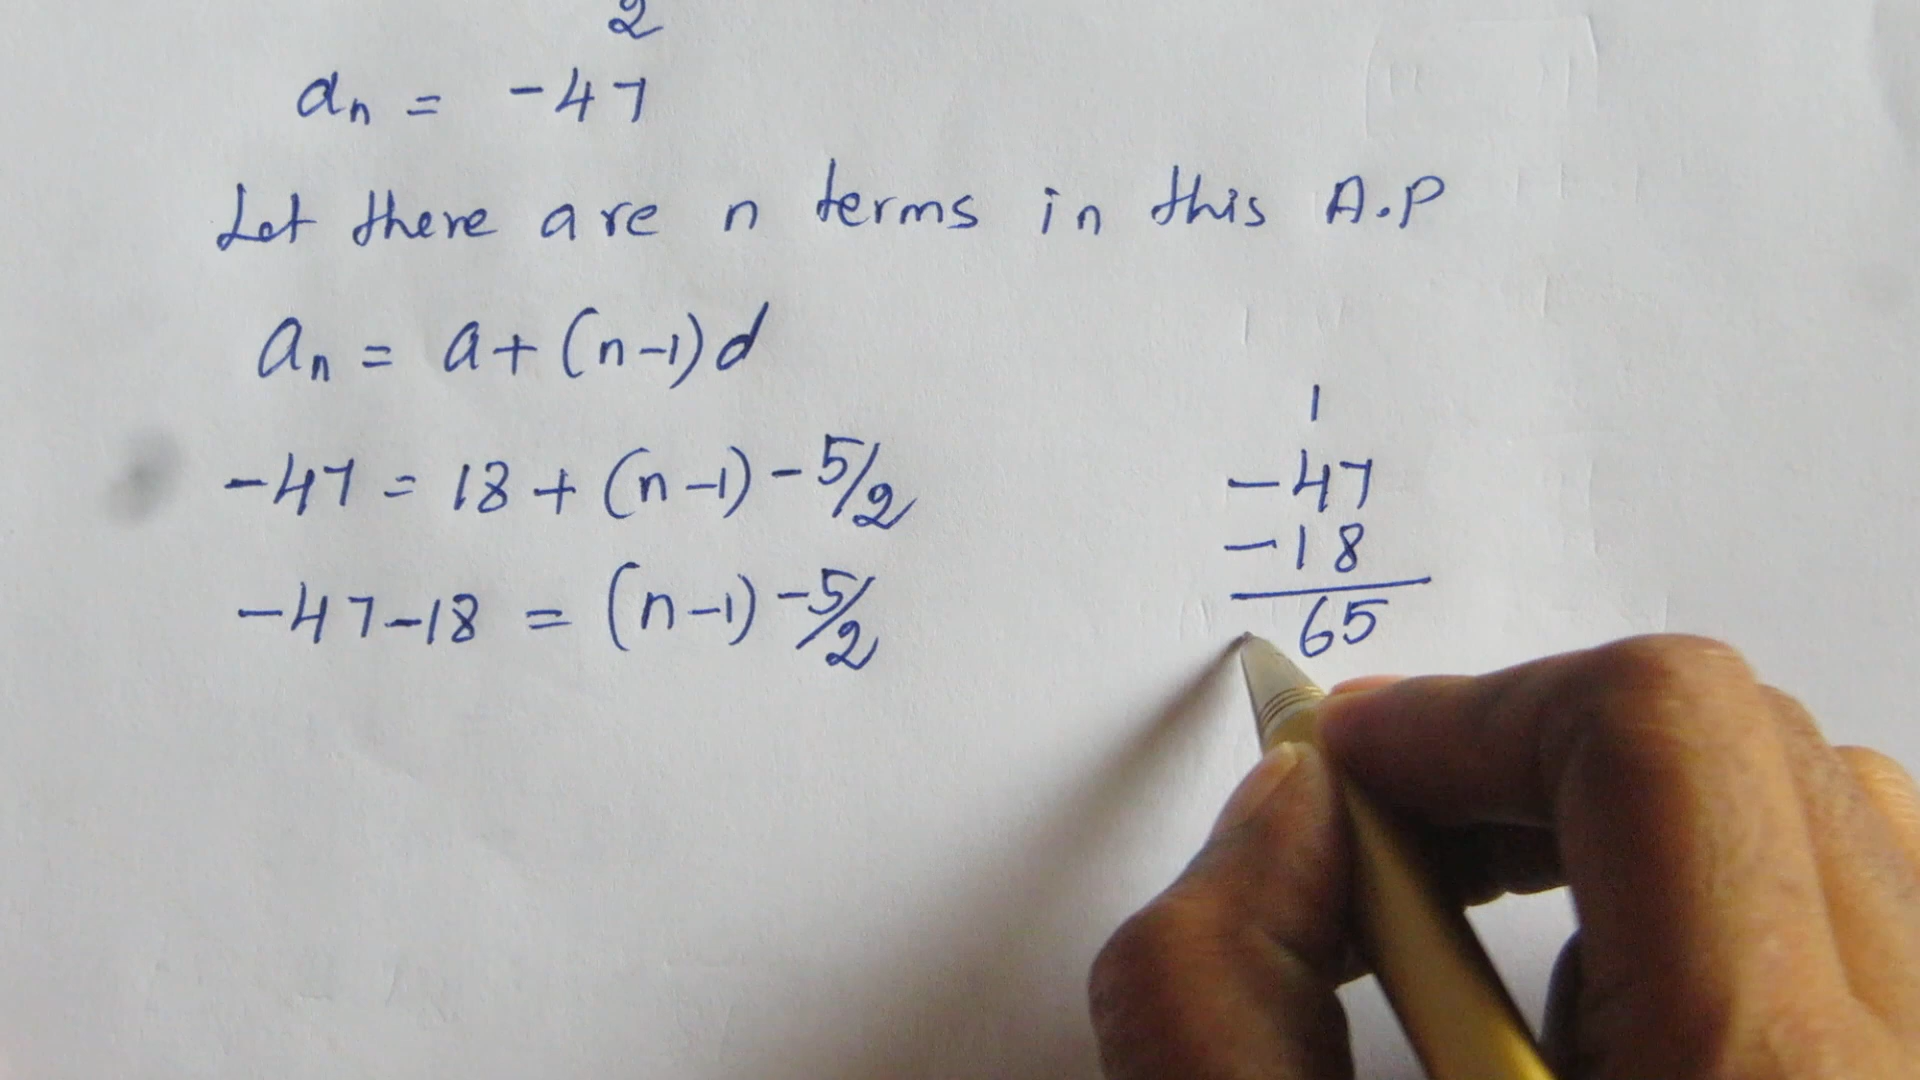 2
an = -47
Let there are n terms in this A.P
an = a+(n-1)d
-47 = 18 + (n-1) -5/2
-47-18 = (n-1) -5/2
1
-47
-18
65